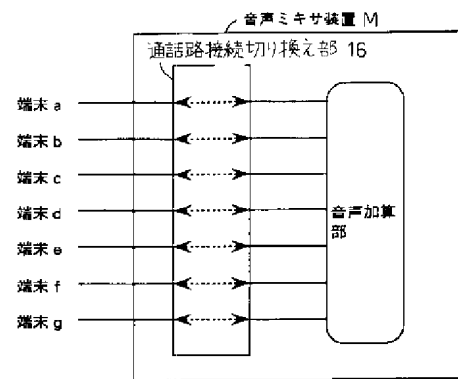 音声ミキサ装置 M
通話路接続切り換え部 16
端末 a
端末 b
端末 c
端末 d
端末 e
端末 f
端末 g
音声加算
部